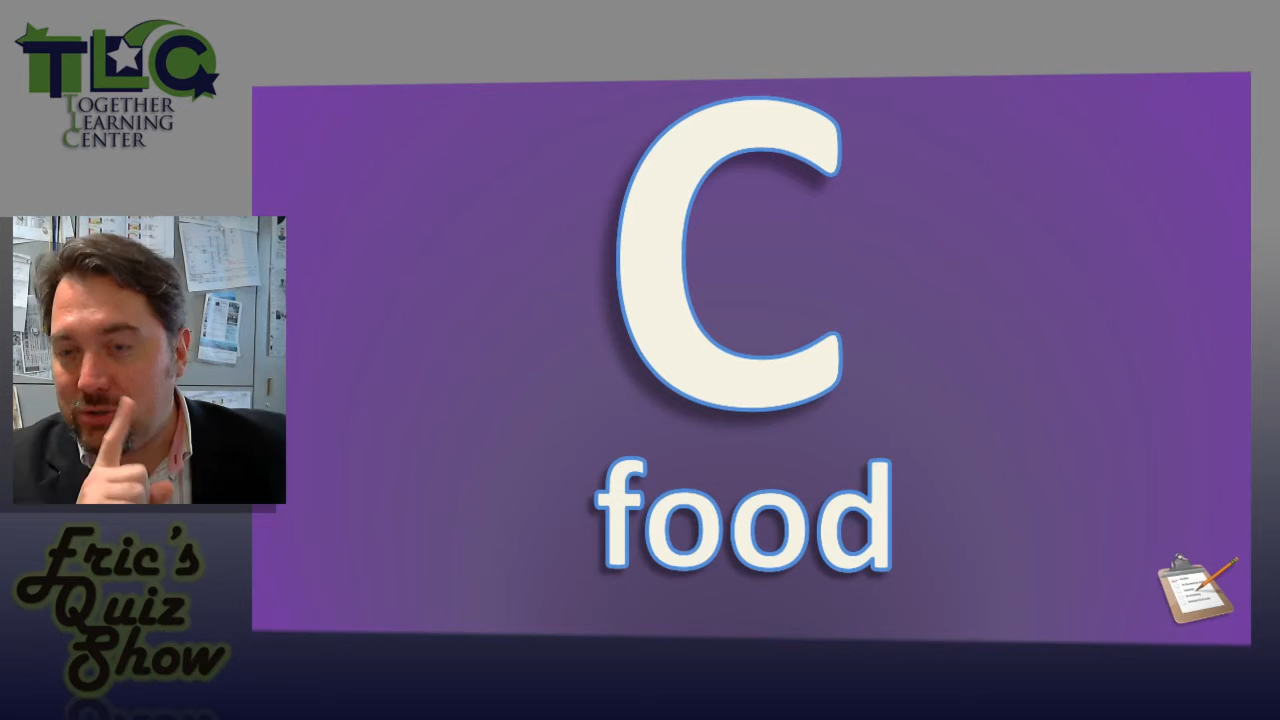 TLC
TOGETHER
LEARNING
CENTER
C
food
Eric's
Quiz
Show